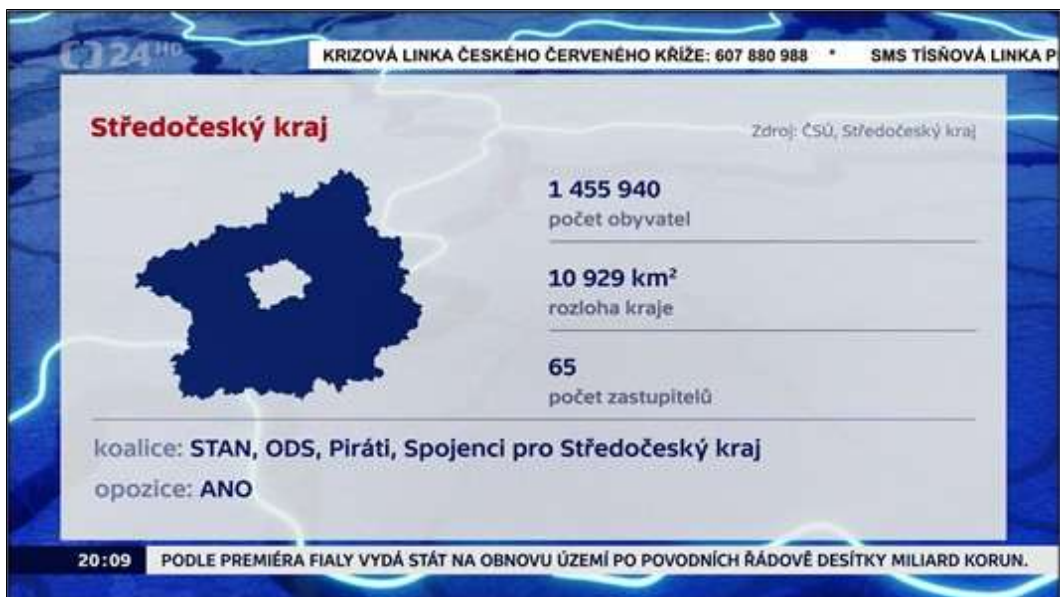 24 HD
KRIZOVÁ LINKA ČESKÉHO ČERVENÉHO KŘÍŽE: 607 880 988 * SMS TÍSŇOVÁ LINKA P
Středočeský kraj
Zdroj: ČSÚ, Středočeský kraj
1 455 940
počet obyvatel
10 929 km²
rozloha kraje
65
počet zastupitelů
koalice: STAN, ODS, Piráti, Spojenci pro Středočeský kraj
opozice: ANO
20:09 PODLE PREMIÉRA FIALY VYDÁ STÁT NA OBNOVU ÚZEMÍ PO POVODNÍCH ŘÁDOVĚ DESÍTKY MILIARD KORUN.